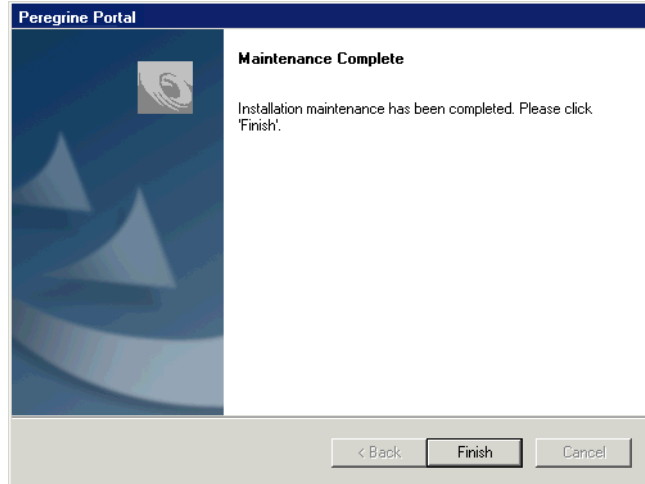 Peregrine Portal
Maintenance Complete
Installation maintenance has been completed. Please click
'Finish'.
< Back
Finish
Cancel